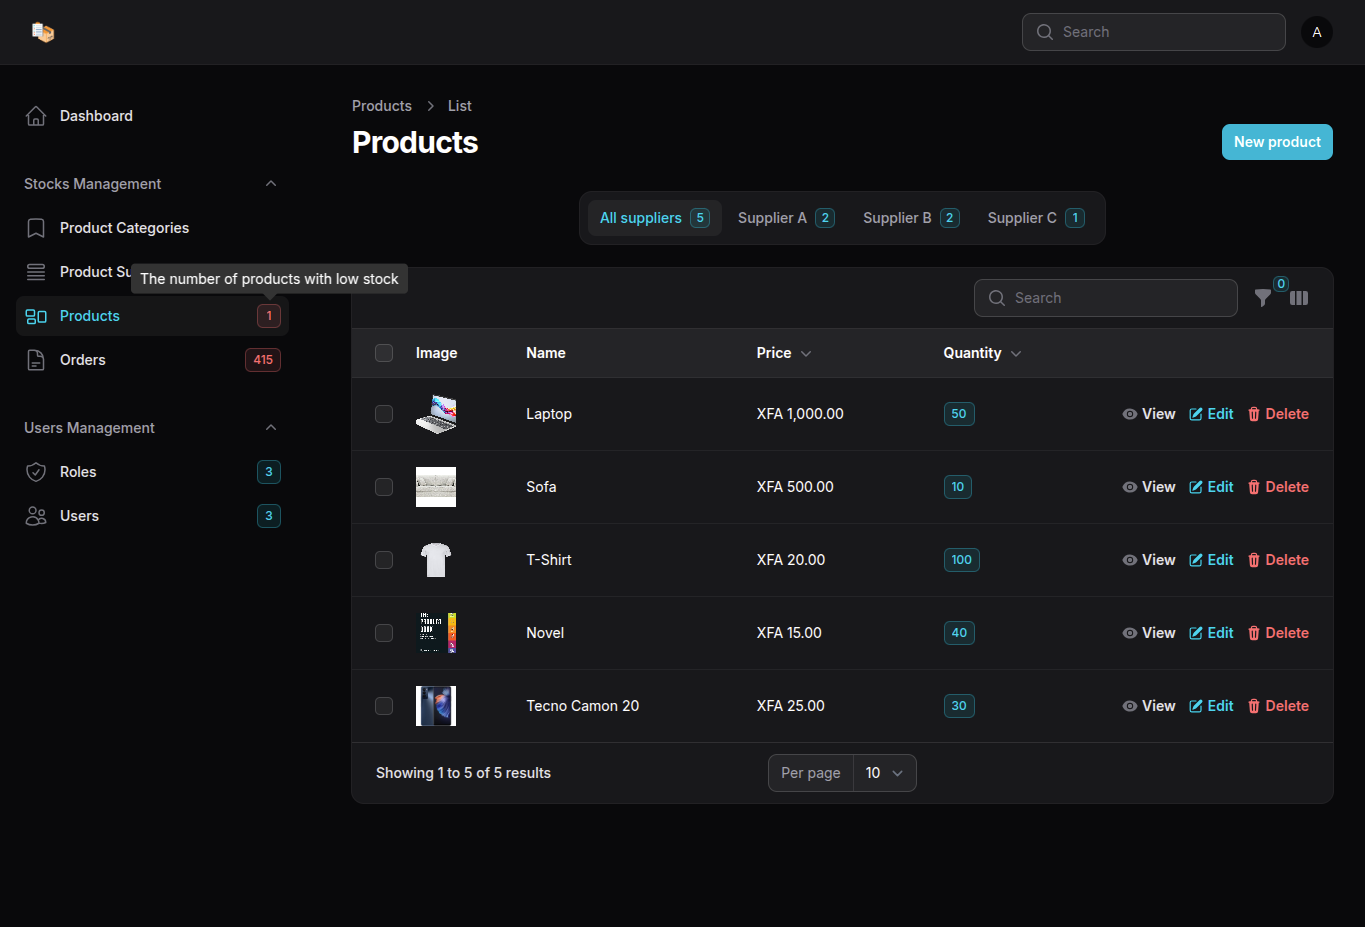 Search
A
Dashboard
Stocks Management
Product Categories
Product Su
The number of products with low stock
Products 1
Orders 415
Users Management
Roles 3
Users 3
Products > List
Products
New product
All suppliers 5 Supplier A 2 Supplier B 2 Supplier C 1
Search 0
Image Name Price Quantity
Laptop XFA 1,000.00 50 View Edit Delete
Sofa XFA 500.00 10 View Edit Delete
T-Shirt XFA 20.00 100 View Edit Delete
Novel XFA 15.00 40 View Edit Delete
Tecno Camon 20 XFA 25.00 30 View Edit Delete
Showing 1 to 5 of 5 results Per page 10